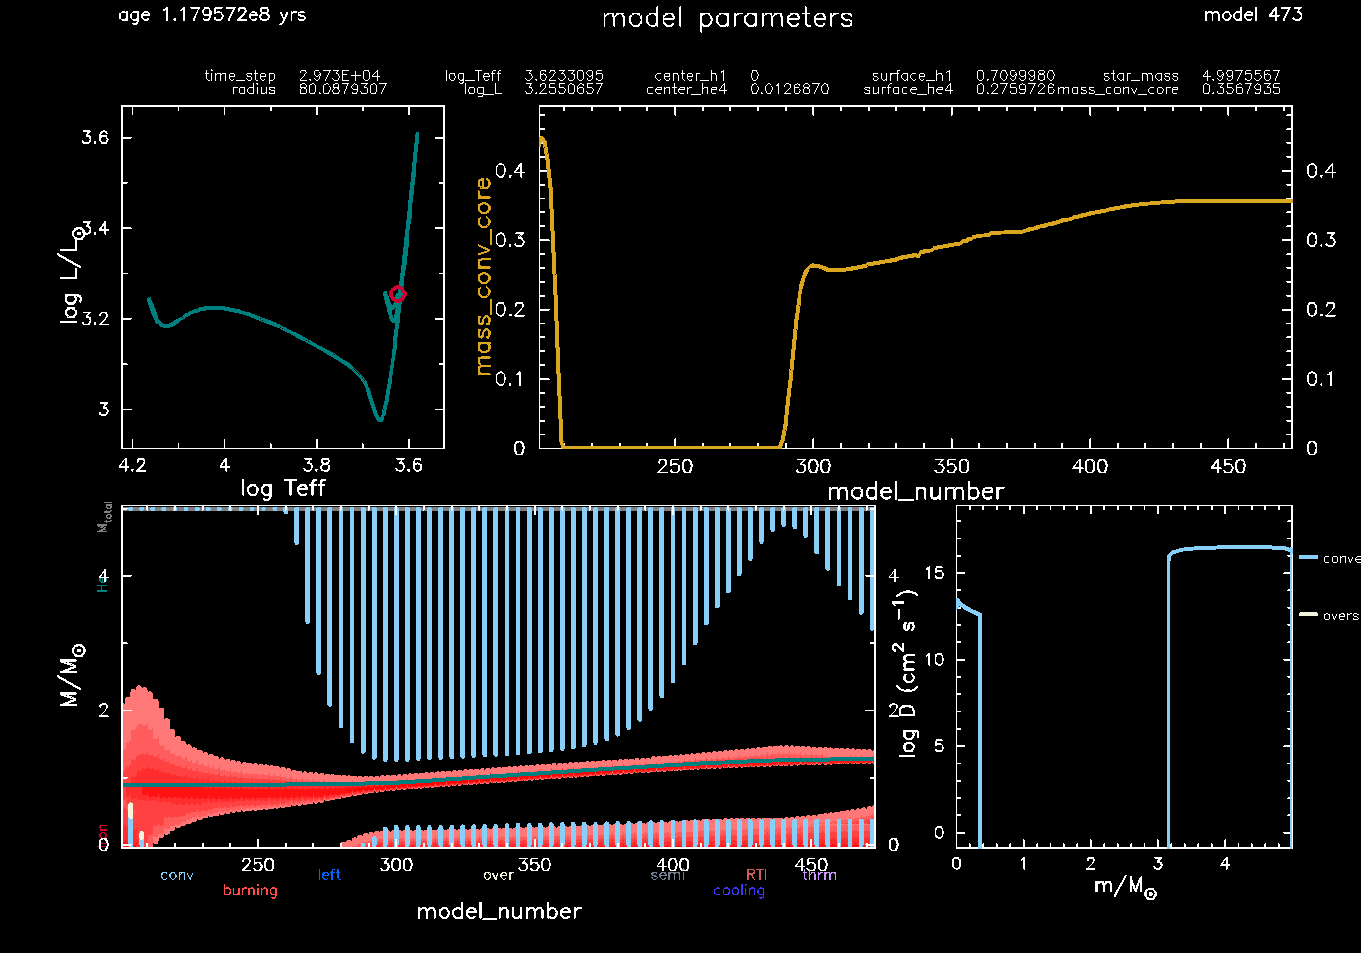 age 1.179572e8 yrs model parameters model 473
time_step 2.973E+04 log_Teff 3.6233095 center_h1 0 surface_h1 0.7099980 star_mass 4.9975567
radius 80.0879307 log_L 3.2550657 center_he4 0.0126870 surface_he4 0.2759726 mass_conv_core 0.3567935
log L/L⊙
3.6
3.4
3.2
3
4.2 4 3.8 3.6
log Teff
mass_conv_core
0.4 0.4
0.3 0.3
0.2 0.2
0.1 0.1
0 0
250 300 350 400 450
model_number
Mtotal
He
M/M⊙
4 4
2 2
0 0
250 300 350 400 450
conv left over semi RTI thrm
burning cooling
model_number
log D (cm² s⁻¹)
15
10
5
0
0 1 2 3 4
m/M⊙
conve
overs